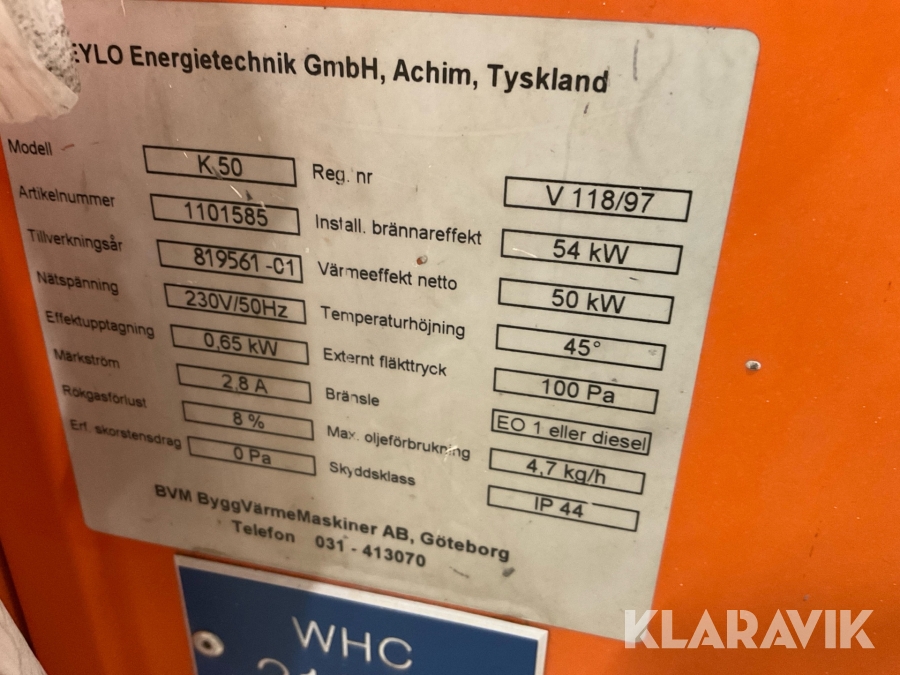 EYLO Energietechnik GmbH, Achim, Tyskland
Modell K 50 Reg. nr V 118/97
Artikelnummer 1101585 Install. brännareffekt 54 kW
Tillverkningsår 819561-01 Värmeeffekt netto 50 kW
Nätspänning 230V/50Hz Temperaturhöjning 45°
Effektupptagning 0,65 kW Externt fläkttryck 100 Pa
Märkström 2,8 A Bränsle EO 1 eller diesel
Rökgasförlust 8 % Max. oljeförbrukning 4,7 kg/h
Erf. skorstensdrag 0 Pa Skyddsklass IP 44
BVM ByggVärmeMaskiner AB, Göteborg
Telefon 031 - 413070
WHC
KLARAVIK